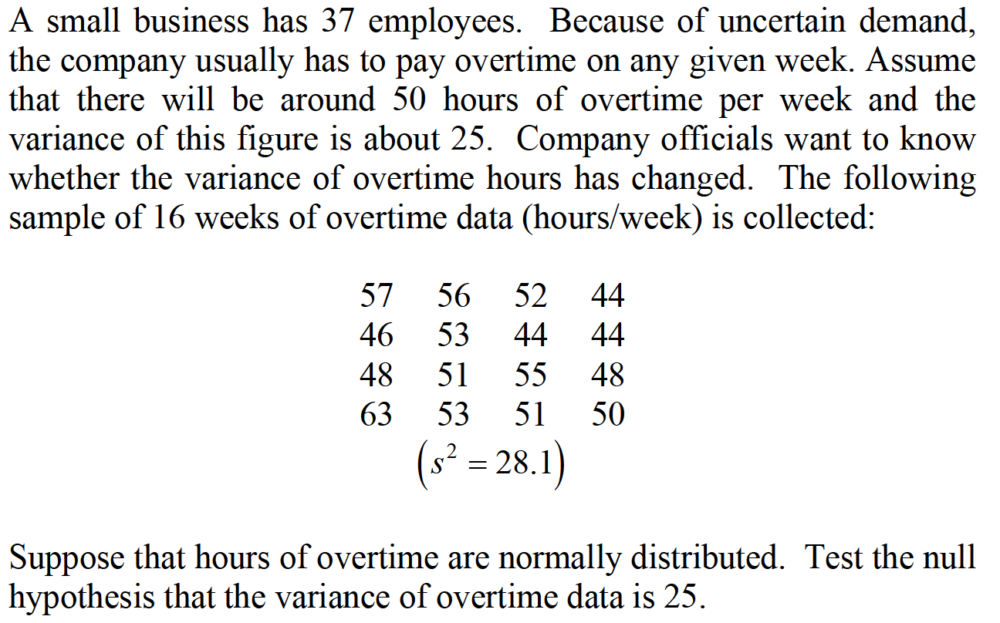 A small business has 37 employees. Because of uncertain demand,
the company usually has to pay overtime on any given week. Assume
that there will be around 50 hours of overtime per week and the
variance of this figure is about 25. Company officials want to know
whether the variance of overtime hours has changed. The following
sample of 16 weeks of overtime data (hours/week) is collected:
57 56 52 44
46 53 44 44
48 51 55 48
63 53 51 50
(s² = 28.1)
Suppose that hours of overtime are normally distributed. Test the null
hypothesis that the variance of overtime data is 25.